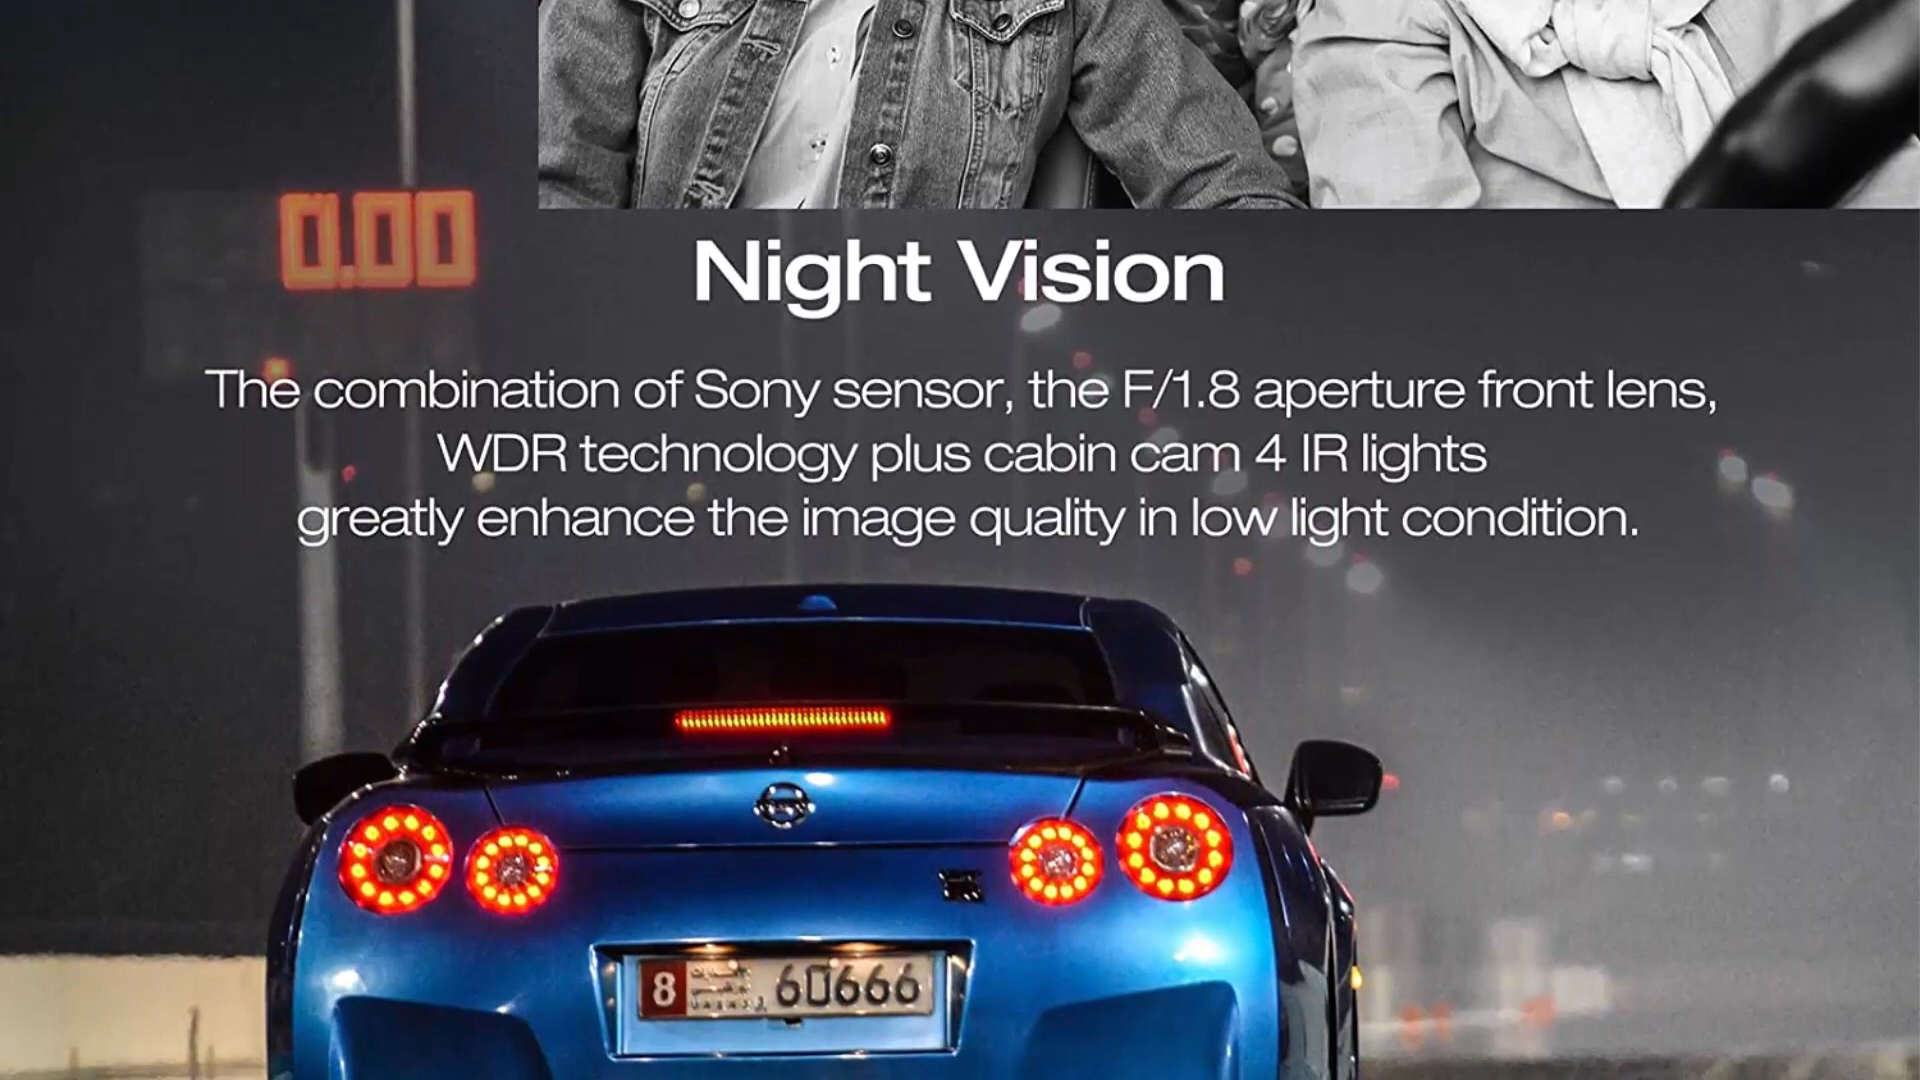 0.00
Night Vision
The combination of Sony sensor, the F/1.8 aperture front lens,
WDR technology plus cabin cam 4 IR lights
greatly enhance the image quality in low light condition.
8 60666